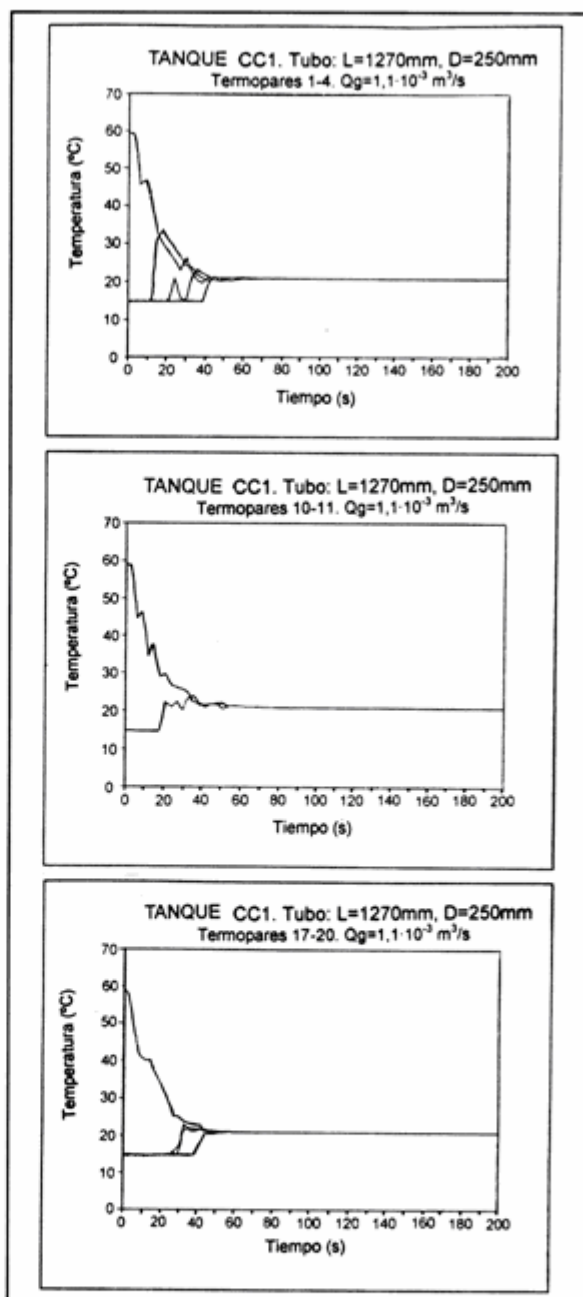 TANQUE CC1. Tubo: L=1270mm, D=250mm
Termopares 1-4. Qg=1,1·10⁻³ m³/s
70
60
50
40
30
20
10
0
Temperatura (ºC)
0 20 40 60 80 100 120 140 160 180 200
Tiempo (s)
TANQUE CC1. Tubo: L=1270mm, D=250mm
Termopares 10-11. Qg=1,1·10⁻³ m³/s
70
60
50
40
30
20
10
0
Temperatura (ºC)
0 20 40 60 80 100 120 140 160 180 200
Tiempo (s)
TANQUE CC1. Tubo: L=1270mm, D=250mm
Termopares 17-20. Qg=1,1·10⁻³ m³/s
70
60
50
40
30
20
10
0
Temperatura (ºC)
0 20 40 60 80 100 120 140 160 180 200
Tiempo (s)